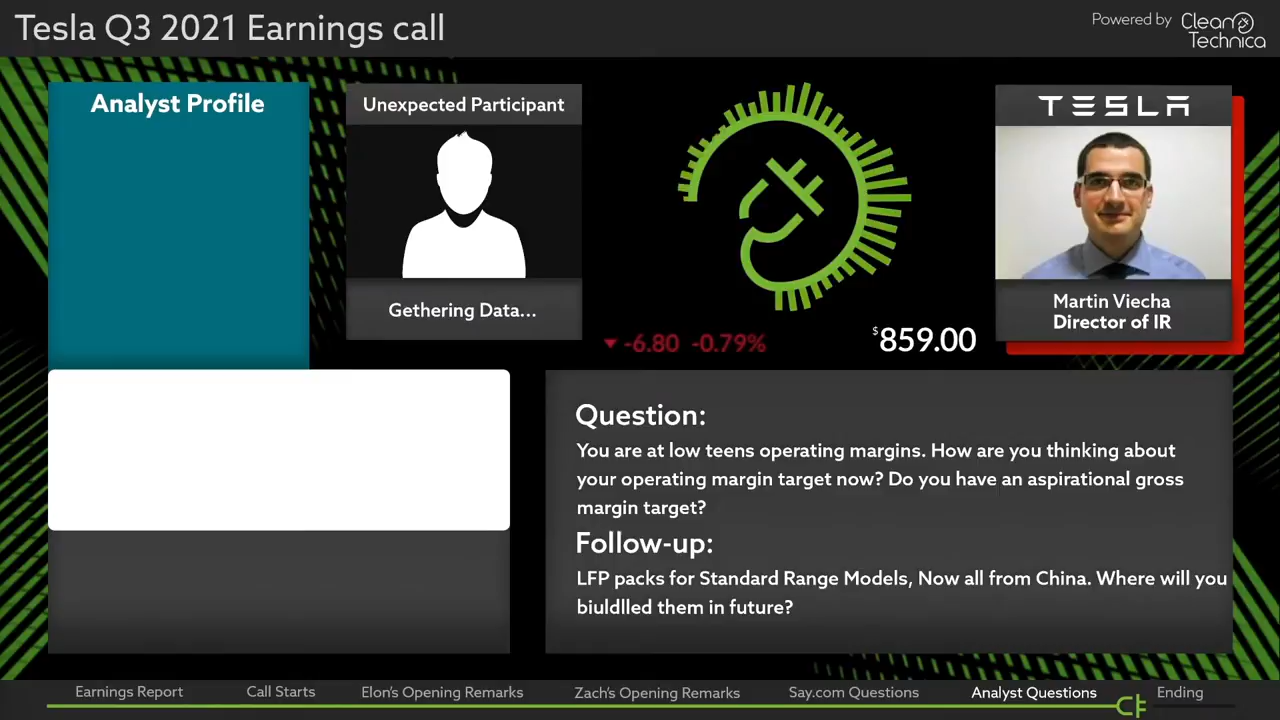 Tesla Q3 2021 Earnings call
Powered by
Clean
Technica
Analyst Profile
Unexpected Participant
Gethering Data...
-6.80 -0.79%
$859.00
TESLA
Martin Viecha
Director of IR
Question:
You are at low teens operating margins. How are you thinking about
your operating margin target now? Do you have an aspirational gross
margin target?
Follow-up:
LFP packs for Standard Range Models, Now all from China. Where will you
biuldlled them in future?
Earnings Report
Call Starts
Elon's Opening Remarks
Zach's Opening Remarks
Say.com Questions
Analyst Questions
Ending